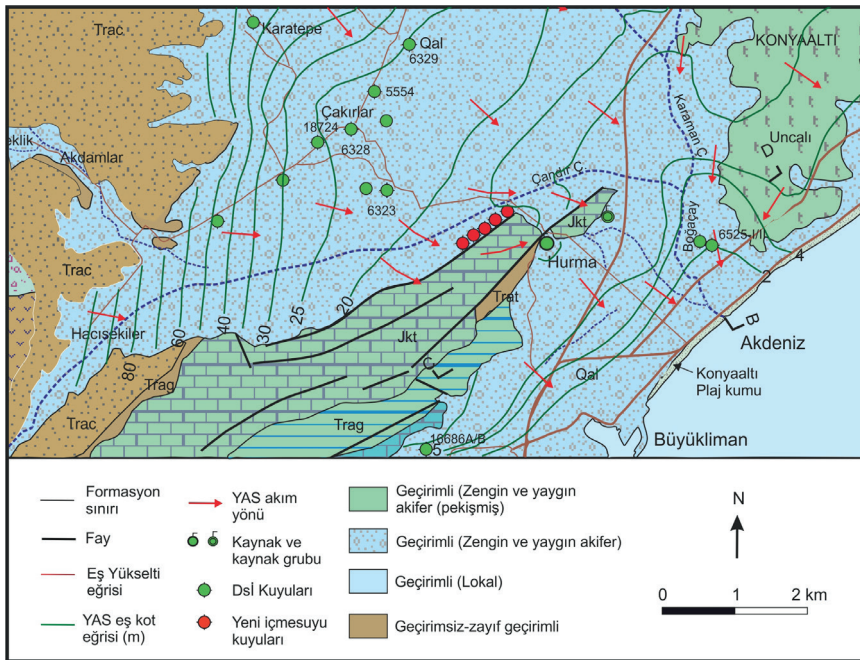 Trac
Karatepe
Qal
6329
KONYAALTI
5554
Çakırlar
18724
6328
Karaman Ç.
Uncalı
eklik
Akdamlar
Çandır Ç.
D
6323
Jkt
Boğaçay
6525-I/II
Hurma
4
2
Trac
Trat
B
Akdeniz
Hacısekiler
80
60
40
30
25
20
Jkt
C
Qal
Konyaaltı
Plaj kumu
Trag
Trac
Trag
16686A/B
5
Büyükliman
Formasyon
sınırı
Fay
Eş Yükselti
eğrisi
YAS eş kot
eğrisi (m)
YAS akım
yönü
Kaynak ve
kaynak grubu
Dsİ Kuyuları
Yeni içmesuyu
kuyuları
Geçirimli (Zengin ve yaygın
akifer (pekişmiş)
Geçirimli (Zengin ve yaygın akifer)
Geçirimli (Lokal)
Geçirimsiz-zayıf geçirimli
N
0 1 2 km